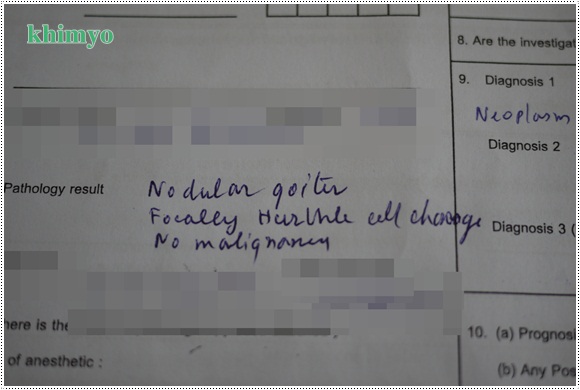 khimyo
8. Are the investigat
9. Diagnosis 1
Neoplasm
Diagnosis 2
Pathology result
Nodular goiter
Focally Hurthle cell change
No malignancy
Diagnosis 3 (
here is the
of anesthetic :
10. (a) Prognosi
(b) Any Pos